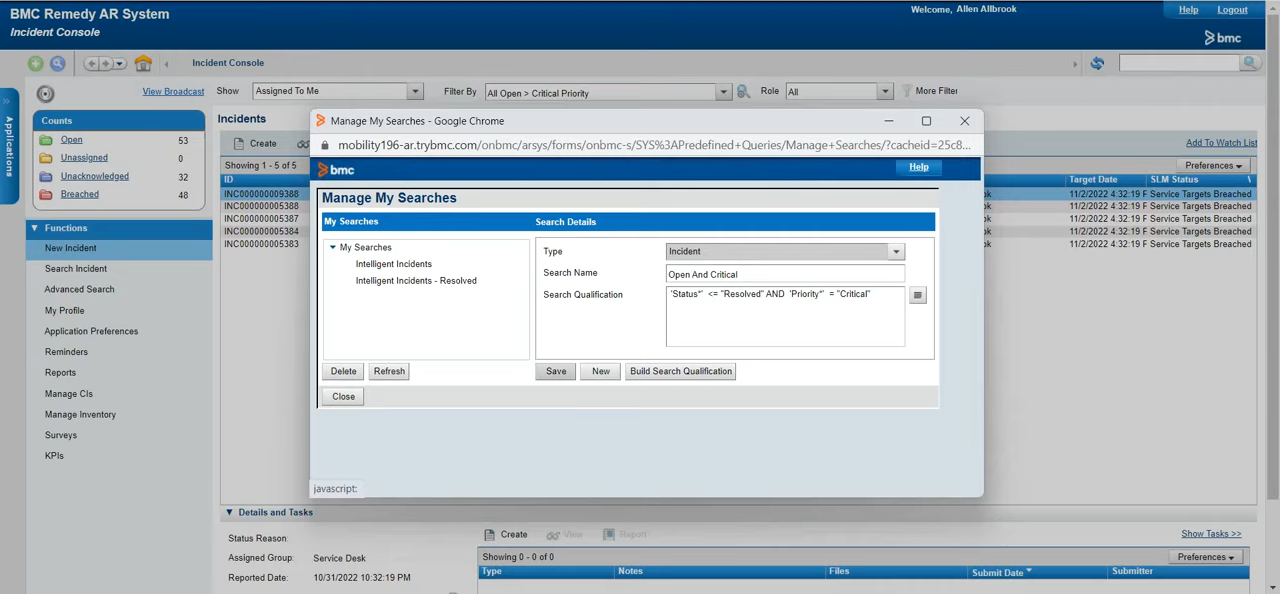 BMC Remedy AR System
Incident Console
Welcome, Allen Allbrook
Help
Logout
bmc
Incident Console
View Broadcast
Show
Assigned To Me
Filter By
All Open > Critical Priority
Role
All
More Filter
Applications
Counts
Open 53
Unassigned 0
Unacknowledged 32
Breached 48
Functions
New Incident
Search Incident
Advanced Search
My Profile
Application Preferences
Reminders
Reports
Manage CIs
Manage Inventory
Surveys
KPIs
Incidents
Create
Add To Watch List
Showing 1 - 5 of 5
Preferences
ID
Target Date
SLM Status
INC000000009388
11/2/2022 4:32:19 P Service Targets Breached
INC000000005388
11/2/2022 4:32:19 P Service Targets Breached
INC000000005387
11/2/2022 4:32:19 P Service Targets Breached
INC000000005384
11/2/2022 4:32:19 P Service Targets Breached
INC000000005383
11/2/2022 4:32:19 P Service Targets Breached
Manage My Searches - Google Chrome
mobility196-ar.trybmc.com/onbmc/arsys/forms/onbmc-s/SYS%3APredefined+Queries/Manage+Searches/?cacheid=25c8...
bmc
Help
Manage My Searches
My Searches
My Searches
Intelligent Incidents
Intelligent Incidents - Resolved
Search Details
Type
Incident
Search Name
Open And Critical
Search Qualification
'Status*' <= "Resolved" AND 'Priority*' = "Critical"
Delete
Refresh
Save
New
Build Search Qualification
Close
javascript:
Details and Tasks
Status Reason:
Assigned Group: Service Desk
Reported Date: 10/31/2022 10:32:19 PM
Create
View
Report
Show Tasks >>
Showing 0 - 0 of 0
Preferences
Type
Notes
Files
Submit Date
Submitter